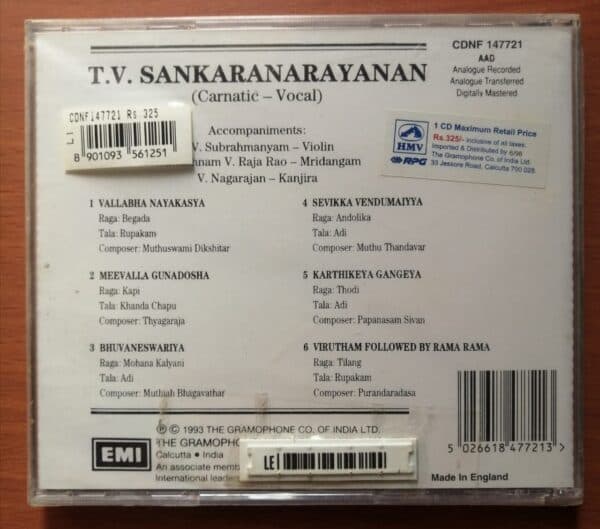 CDNF 147721
AAD
Analogue Recorded
Analogue Transferred
Digitally Mastered
T.V. SANKARANARAYANAN
(Carnatic – Vocal)
CDNF147721 Rs 325
LI
8 901093 561251
Accompaniments:
V. Subrahmanyam – Violin
V. Raja Rao – Mridangam
V. Nagarajan – Kanjira
HMV
RPG
1 CD Maximum Retail Price
Rs.325/- inclusive of all taxes.
Imported & Distributed by 6/96
The Gramophone Co. of India Ltd.
33 Jessore Road, Calcutta 700 028.
1 VALLABHA NAYAKASYA
Raga: Begada
Tala: Rupakam
Composer: Muthuswami Dikshitar
2 MEEVALLA GUNADOSHA
Raga: Kapi
Tala: Khanda Chapu
Composer: Thyagaraja
3 BHUVANESWARIYA
Raga: Mohana Kalyani
Tala: Adi
Composer: Muthiah Bhagavathar
4 SEVIKKA VENDUMAIYYA
Raga: Andolika
Tala: Adi
Composer: Muthu Thandavar
5 KARTHIKEYA GANGEYA
Raga: Thodi
Tala: Adi
Composer: Papanasam Sivan
6 VIRUTHAM FOLLOWED BY RAMA RAMA
Raga: Tilang
Tala: Rupakam
Composer: Purandaradasa
EMI
℗ © 1993 THE GRAMOPHONE CO. OF INDIA LTD.
THE GRAMOPHO
Calcutta • India
An associate memb
International leader
LEI
5 026618 477213 >
Made in England